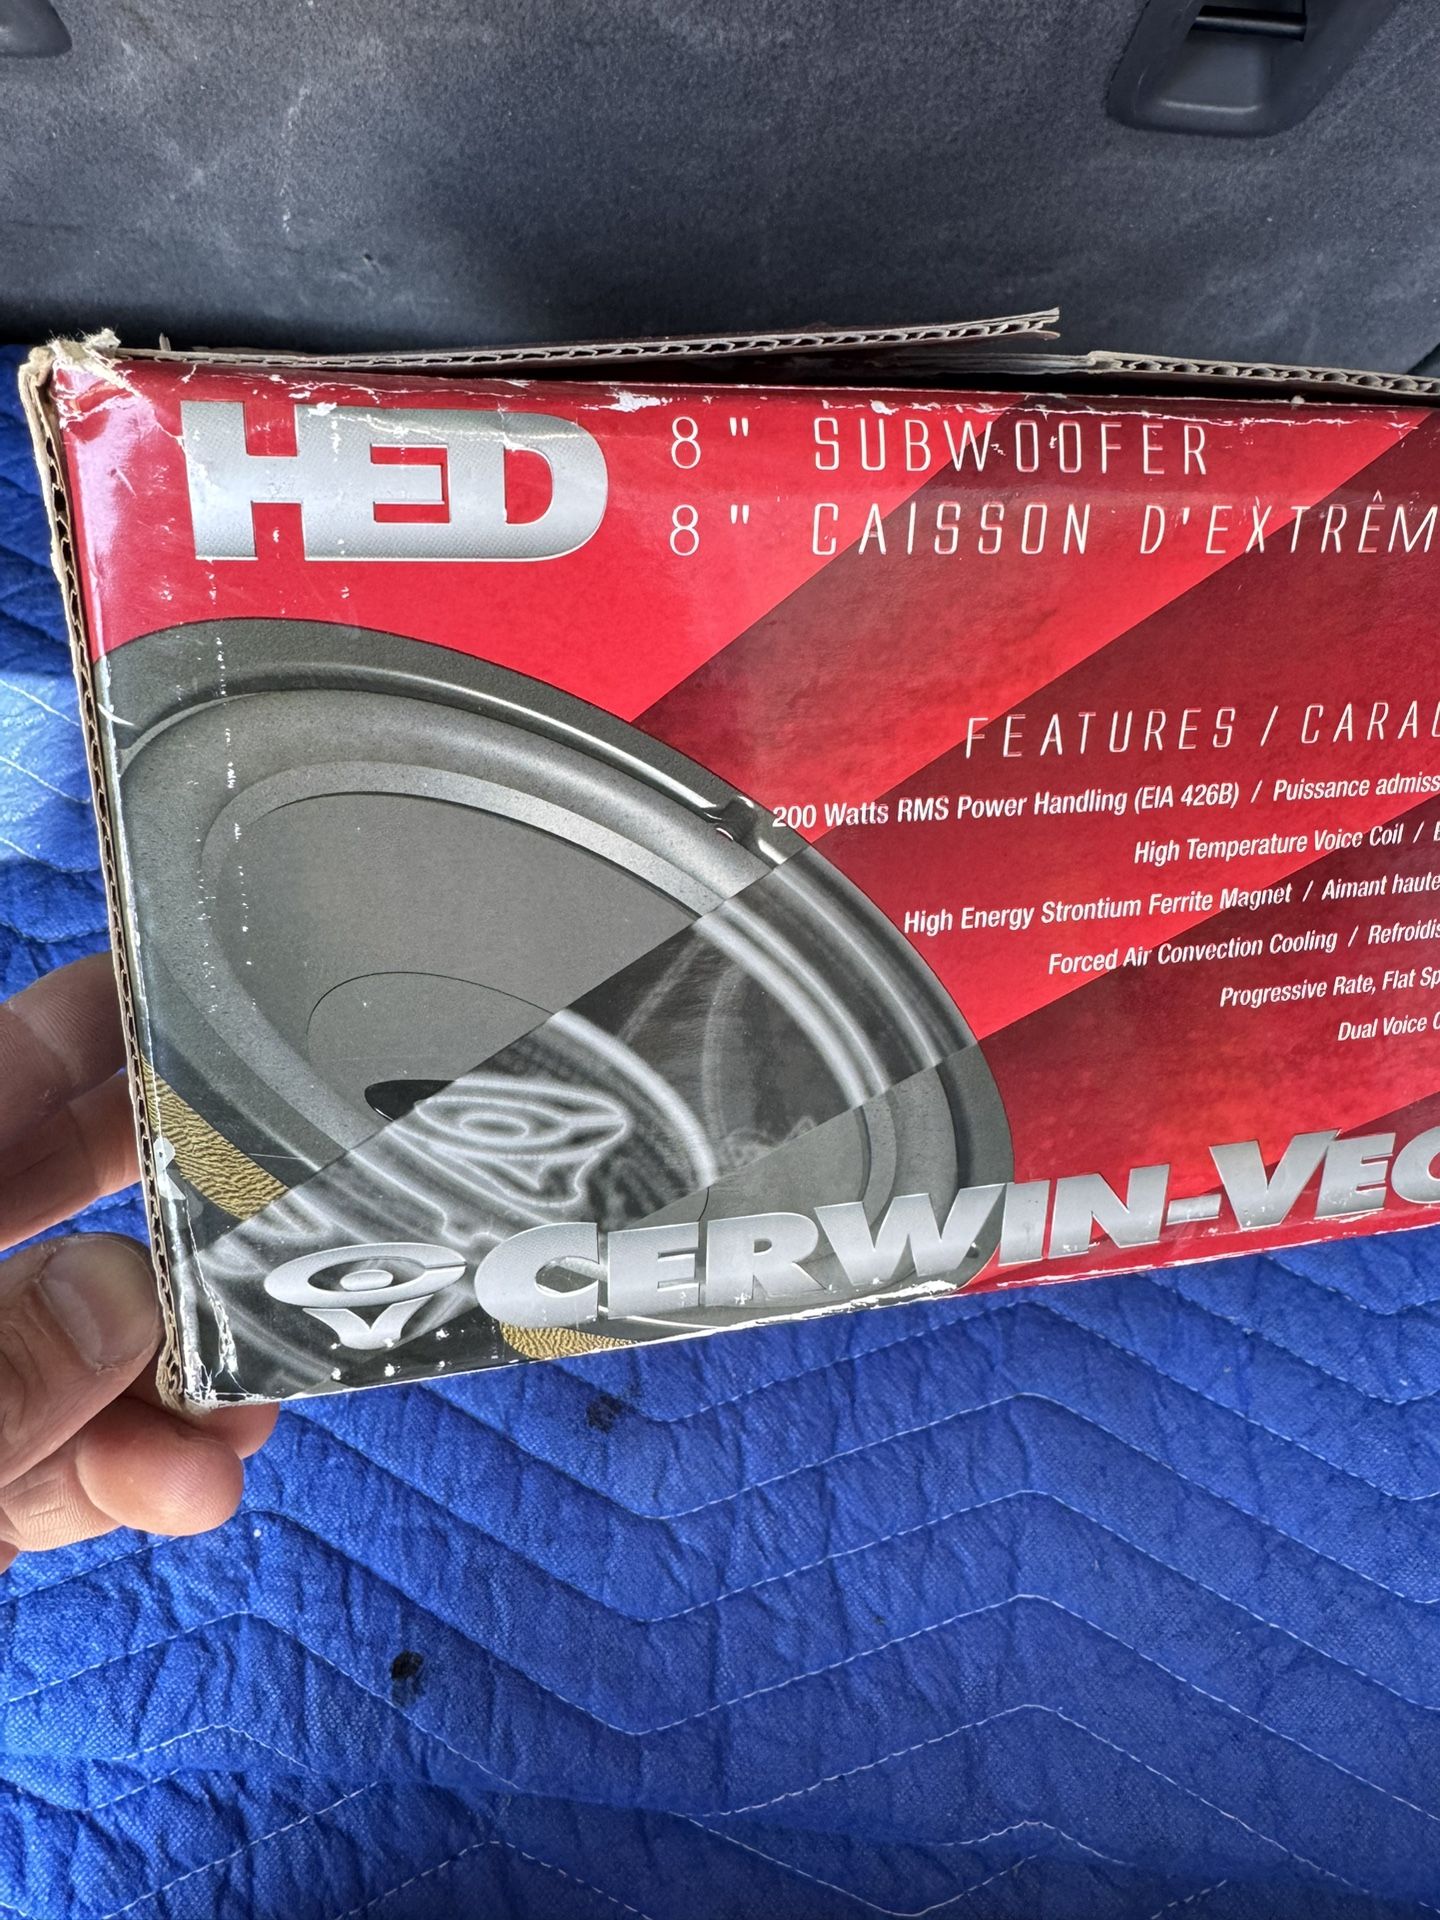 HED
8" SUBWOOFER
8" CAISSON D'EXTRÊM
FEATURES / CARAC
200 Watts RMS Power Handling (EIA 426B) / Puissance admiss
High Temperature Voice Coil /
High Energy Strontium Ferrite Magnet / Aimant haute
Forced Air Convection Cooling / Refroidis
Progressive Rate, Flat Sp
Dual Voice C
CV CERWIN-VEG